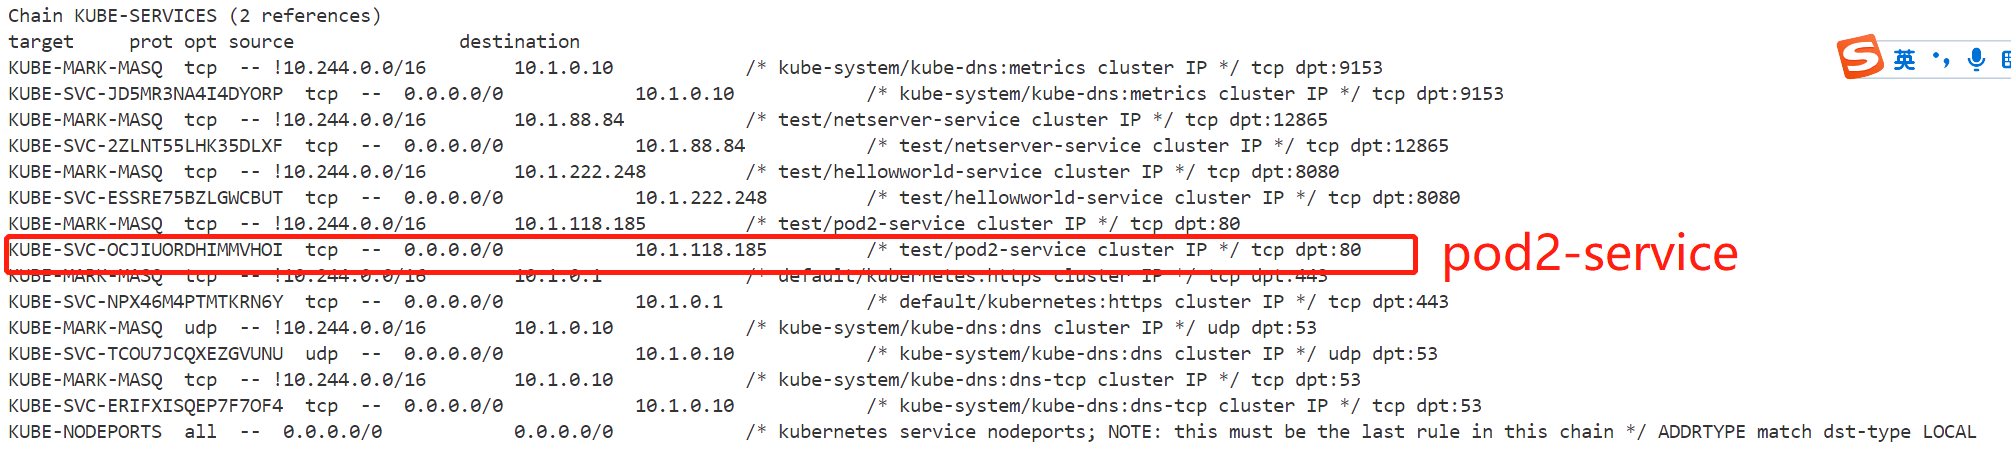 Chain KUBE-SERVICES (2 references)
target     prot opt source               destination
KUBE-MARK-MASQ  tcp  -- !10.244.0.0/16        10.1.0.10            /* kube-system/kube-dns:metrics cluster IP */ tcp dpt:9153
KUBE-SVC-JD5MR3NA4I4DYORP  tcp  --  0.0.0.0/0            10.1.0.10            /* kube-system/kube-dns:metrics cluster IP */ tcp dpt:9153
KUBE-MARK-MASQ  tcp  -- !10.244.0.0/16        10.1.88.84           /* test/netserver-service cluster IP */ tcp dpt:12865
KUBE-SVC-2ZLNT55LHK35DLXF  tcp  --  0.0.0.0/0            10.1.88.84           /* test/netserver-service cluster IP */ tcp dpt:12865
KUBE-MARK-MASQ  tcp  -- !10.244.0.0/16        10.1.222.248         /* test/hellowworld-service cluster IP */ tcp dpt:8080
KUBE-SVC-ESSRE75BZLGWCBUT  tcp  --  0.0.0.0/0            10.1.222.248         /* test/hellowworld-service cluster IP */ tcp dpt:8080
KUBE-MARK-MASQ  tcp  -- !10.244.0.0/16        10.1.118.185         /* test/pod2-service cluster IP */ tcp dpt:80
KUBE-SVC-OCJIUORDHIMMVHOI  tcp  --  0.0.0.0/0            10.1.118.185         /* test/pod2-service cluster IP */ tcp dpt:80
pod2-service
KUBE-MARK-MASQ  tcp  -- !10.244.0.0/16        10.1.0.1             /* default/kubernetes:https cluster IP */ tcp dpt:443
KUBE-SVC-NPX46M4PTMTKRN6Y  tcp  --  0.0.0.0/0            10.1.0.1             /* default/kubernetes:https cluster IP */ tcp dpt:443
KUBE-MARK-MASQ  udp  -- !10.244.0.0/16        10.1.0.10            /* kube-system/kube-dns:dns cluster IP */ udp dpt:53
KUBE-SVC-TCOU7JCQXEZGVUNU  udp  --  0.0.0.0/0            10.1.0.10            /* kube-system/kube-dns:dns cluster IP */ udp dpt:53
KUBE-MARK-MASQ  tcp  -- !10.244.0.0/16        10.1.0.10            /* kube-system/kube-dns:dns-tcp cluster IP */ tcp dpt:53
KUBE-SVC-ERIFXISQEP7F7OF4  tcp  --  0.0.0.0/0            10.1.0.10            /* kube-system/kube-dns:dns-tcp cluster IP */ tcp dpt:53
KUBE-NODEPORTS  all  --  0.0.0.0/0            0.0.0.0/0            /* kubernetes service nodeports; NOTE: this must be the last rule in this chain */ ADDRTYPE match dst-type LOCAL
S 英